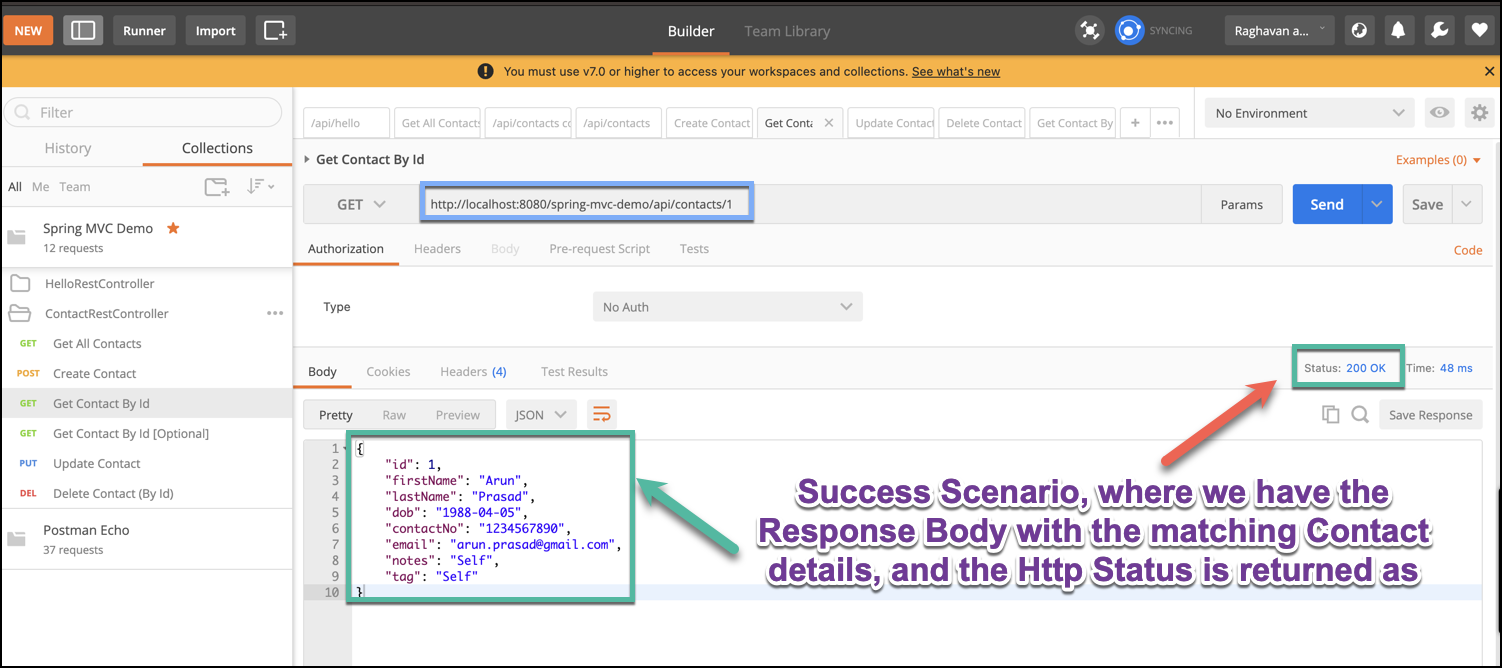 NEW
Runner
Import
Builder
Team Library
SYNCING
Raghavan a...
You must use v7.0 or higher to access your workspaces and collections. See what's new
Filter
History
Collections
All Me Team
Spring MVC Demo
12 requests
HelloRestController
ContactRestController
GET Get All Contacts
POST Create Contact
GET Get Contact By Id
GET Get Contact By Id [Optional]
PUT Update Contact
DEL Delete Contact (By Id)
Postman Echo
37 requests
/api/hello
Get All Contacts
/api/contacts co
/api/contacts
Create Contact
Get Conta
Update Contact
Delete Contact
Get Contact By
No Environment
Get Contact By Id
Examples (0)
GET
http://localhost:8080/spring-mvc-demo/api/contacts/1
Params
Send
Save
Authorization
Headers
Body
Pre-request Script
Tests
Code
Type
No Auth
Body
Cookies
Headers (4)
Test Results
Status: 200 OK
Time: 48 ms
Pretty
Raw
Preview
JSON
Save Response
1 {
2 "id": 1,
3 "firstName": "Arun",
4 "lastName": "Prasad",
5 "dob": "1988-04-05",
6 "contactNo": "1234567890",
7 "email": "arun.prasad@gmail.com",
8 "notes": "Self",
9 "tag": "Self"
10 }
Success Scenario, where we have the
Response Body with the matching Contact
details, and the Http Status is returned as